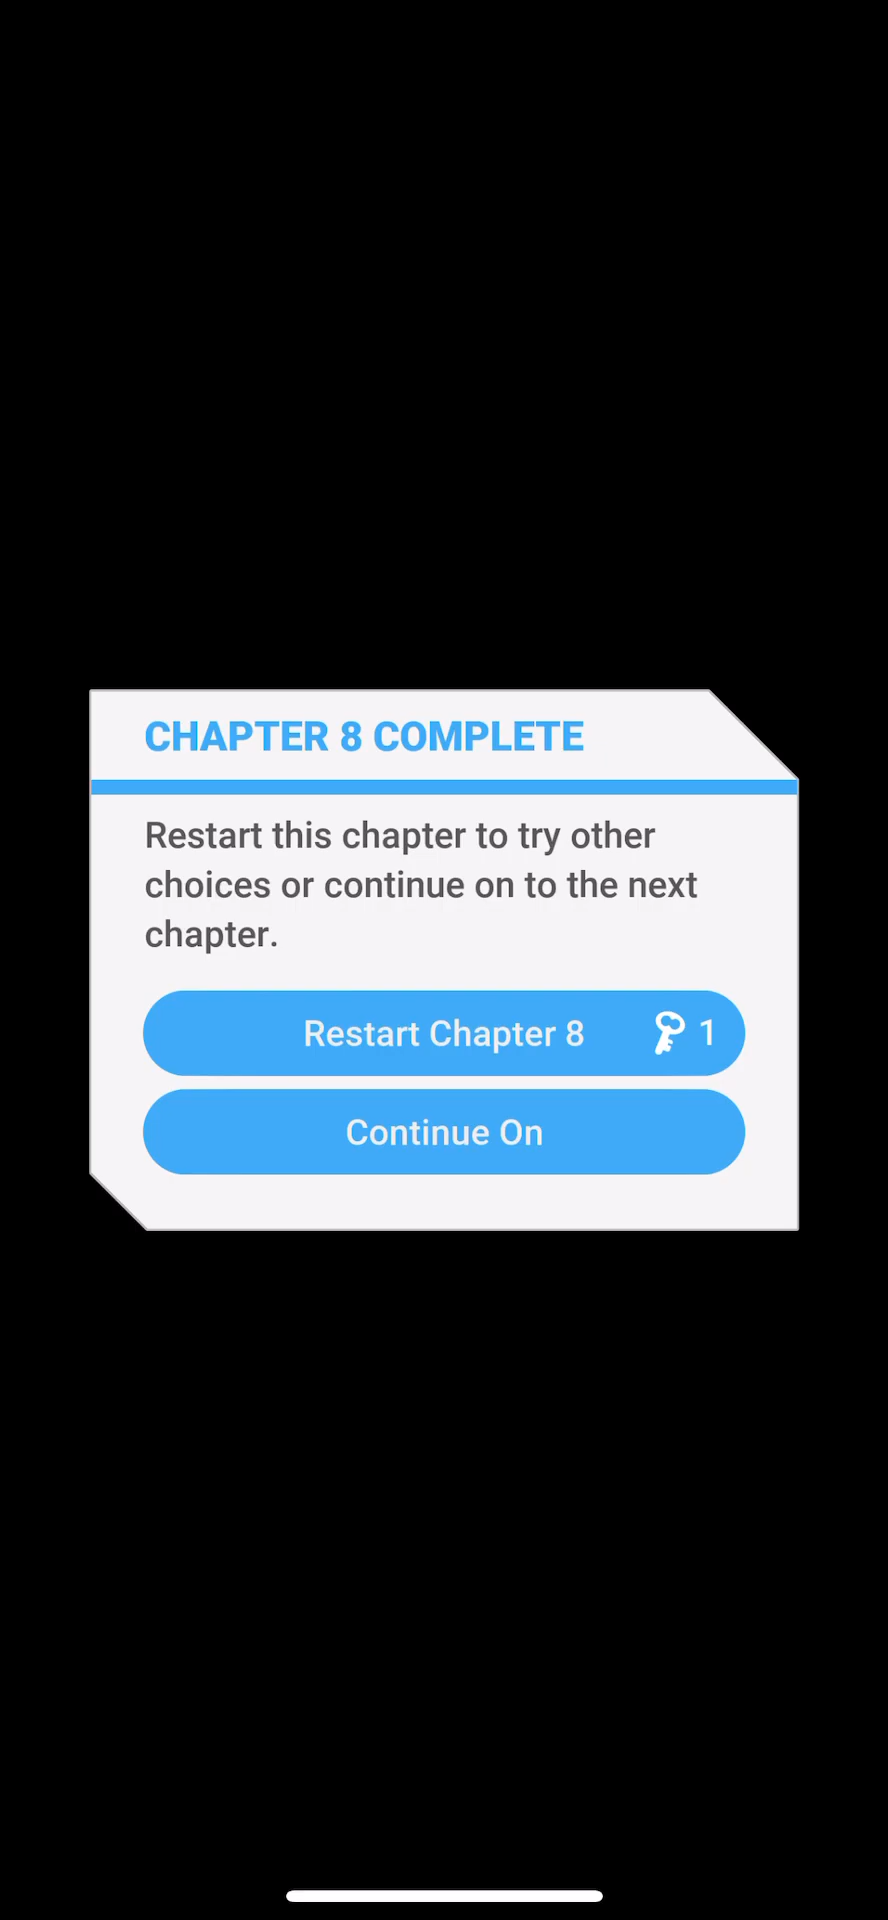 CHAPTER 8 COMPLETE
Restart this chapter to try other
choices or continue on to the next
chapter.
Restart Chapter 8 1
Continue On